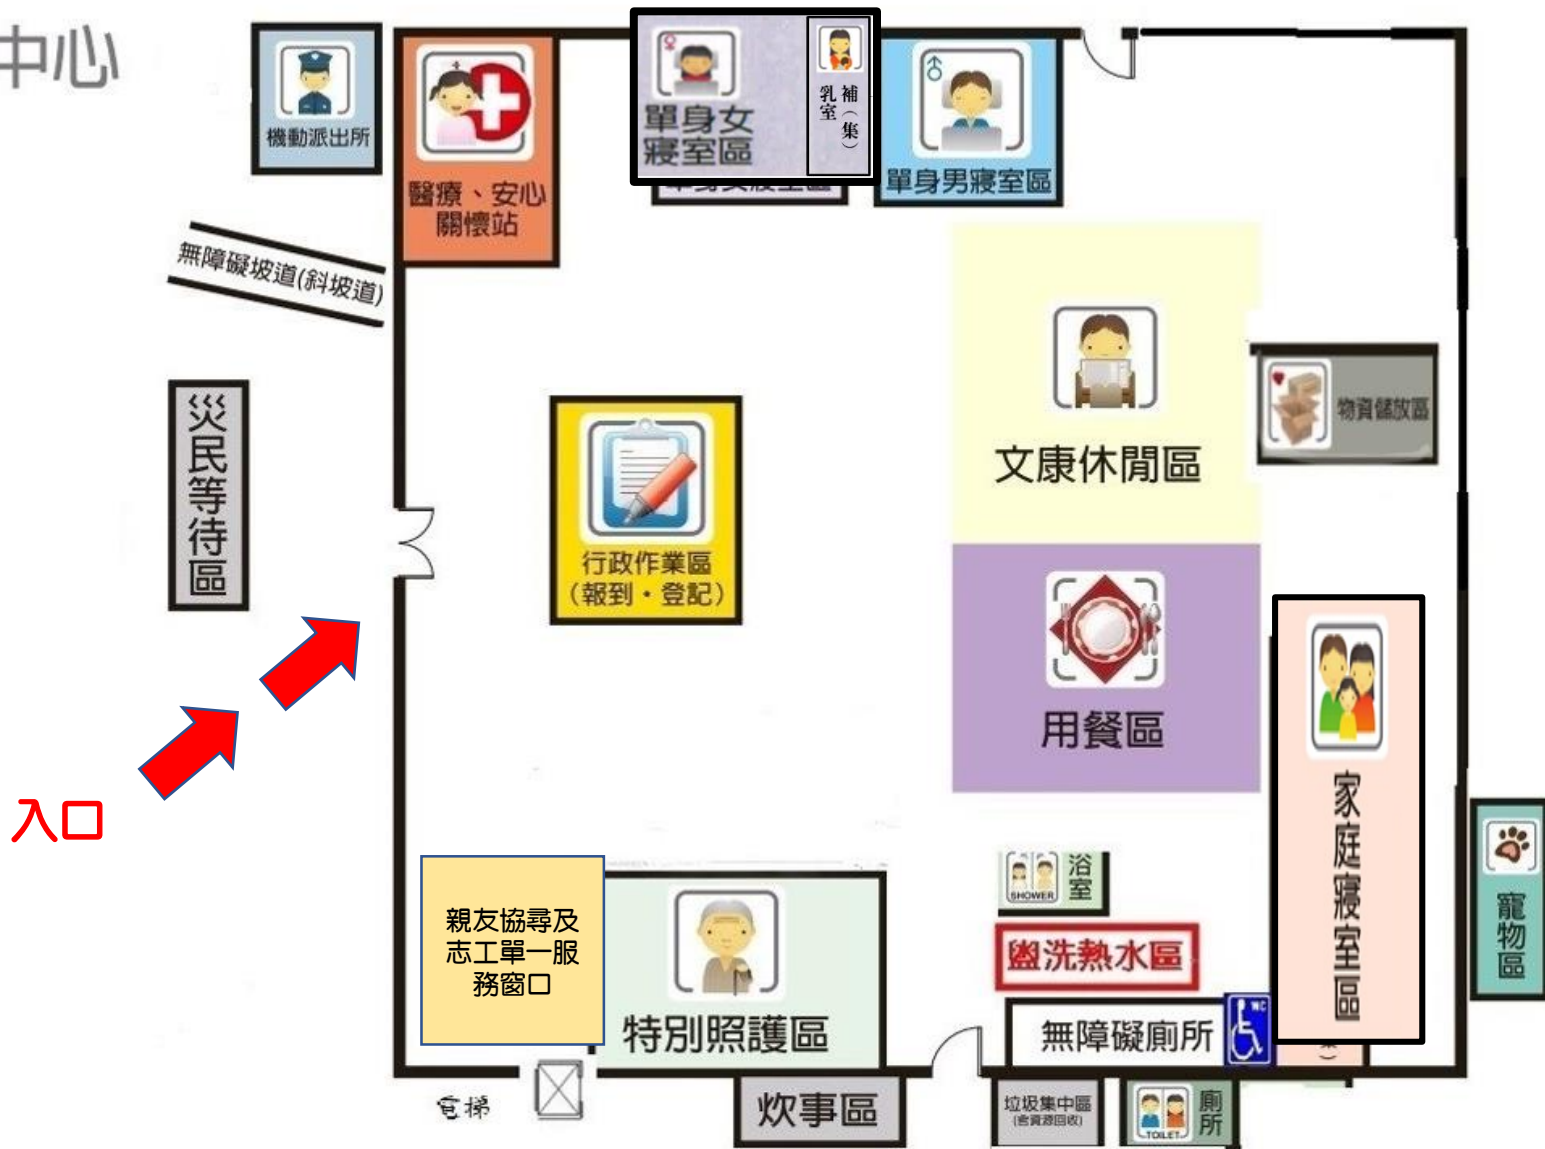 中心
機動派出所
醫療、安心
關懷站
單身女
寢室區
補（集）
乳室
單身男寢室區
無障礙坡道(斜坡道)
災民等待區
行政作業區
（報到・登記）
文康休閒區
物資儲放區
用餐區
家庭寢室區
入口
寵物區
親友協尋及
志工單一服
務窗口
特別照護區
SHOWER
浴室
盥洗熱水區
無障礙廁所
WC
電梯
炊事區
垃圾集中區
(含資源回收)
TOILET
廁所